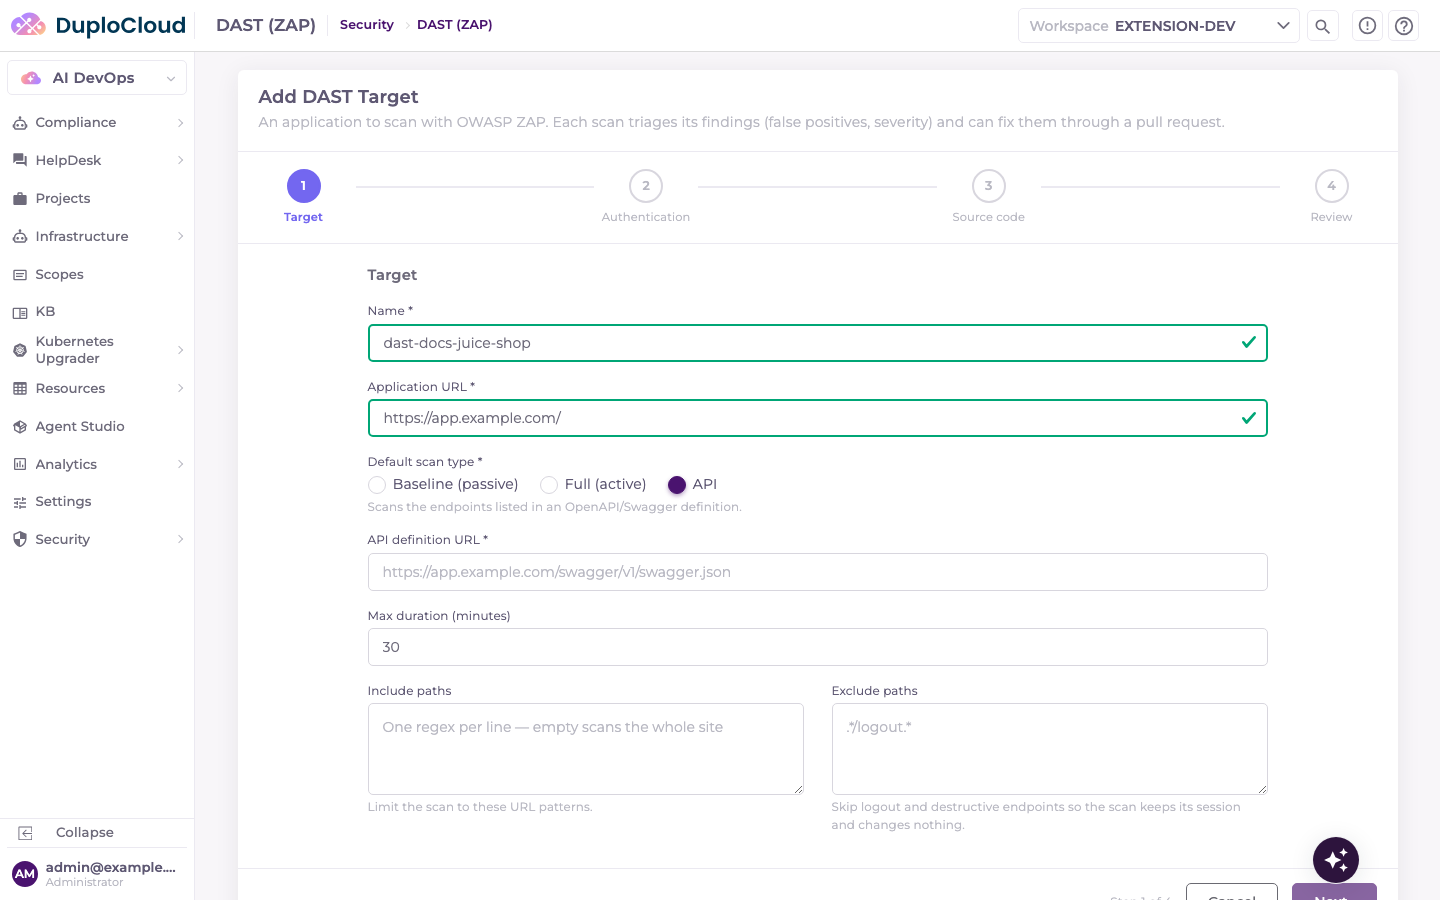 DuploCloud
DAST (ZAP)
Security
DAST (ZAP)
Workspace EXTENSION-DEV
AI DevOps
Compliance
HelpDesk
Projects
Infrastructure
Scopes
KB
Kubernetes
Upgrader
Resources
Agent Studio
Analytics
Settings
Security
Collapse
AM
admin@example....
Administrator
Add DAST Target
An application to scan with OWASP ZAP. Each scan triages its findings (false positives, severity) and can fix them through a pull request.
1
Target
2
Authentication
3
Source code
4
Review
Target
Name *
dast-docs-juice-shop
Application URL *
https://app.example.com/
Default scan type *
Baseline (passive)
Full (active)
API
Scans the endpoints listed in an OpenAPI/Swagger definition.
API definition URL *
https://app.example.com/swagger/v1/swagger.json
Max duration (minutes)
30
Include paths
One regex per line — empty scans the whole site
Limit the scan to these URL patterns.
Exclude paths
.*/logout.*
Skip logout and destructive endpoints so the scan keeps its session
and changes nothing.
Step 1 of 4
Cancel
Next